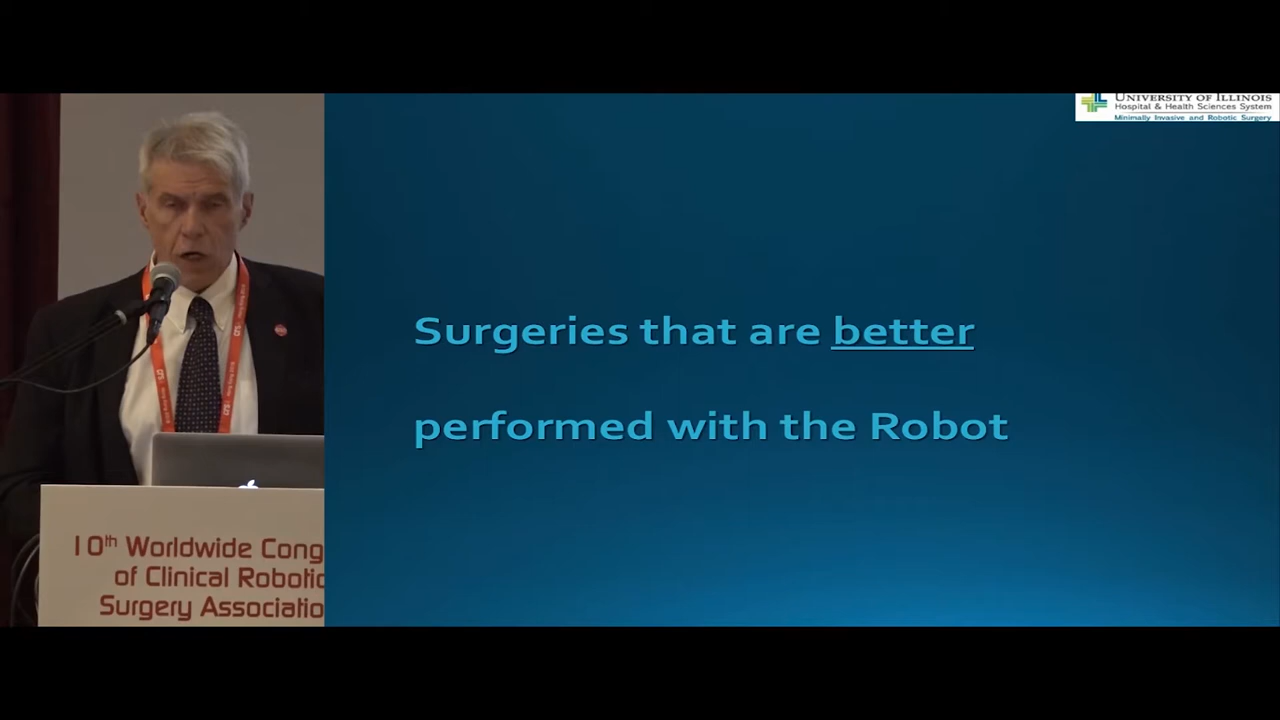 UNIVERSITY OF ILLINOIS
Hospital & Health Sciences System
Minimally Invasive and Robotic Surgery
Surgeries that are better
performed with the Robot
10th Worldwide Cong
of Clinical Robotic
Surgery Associatio